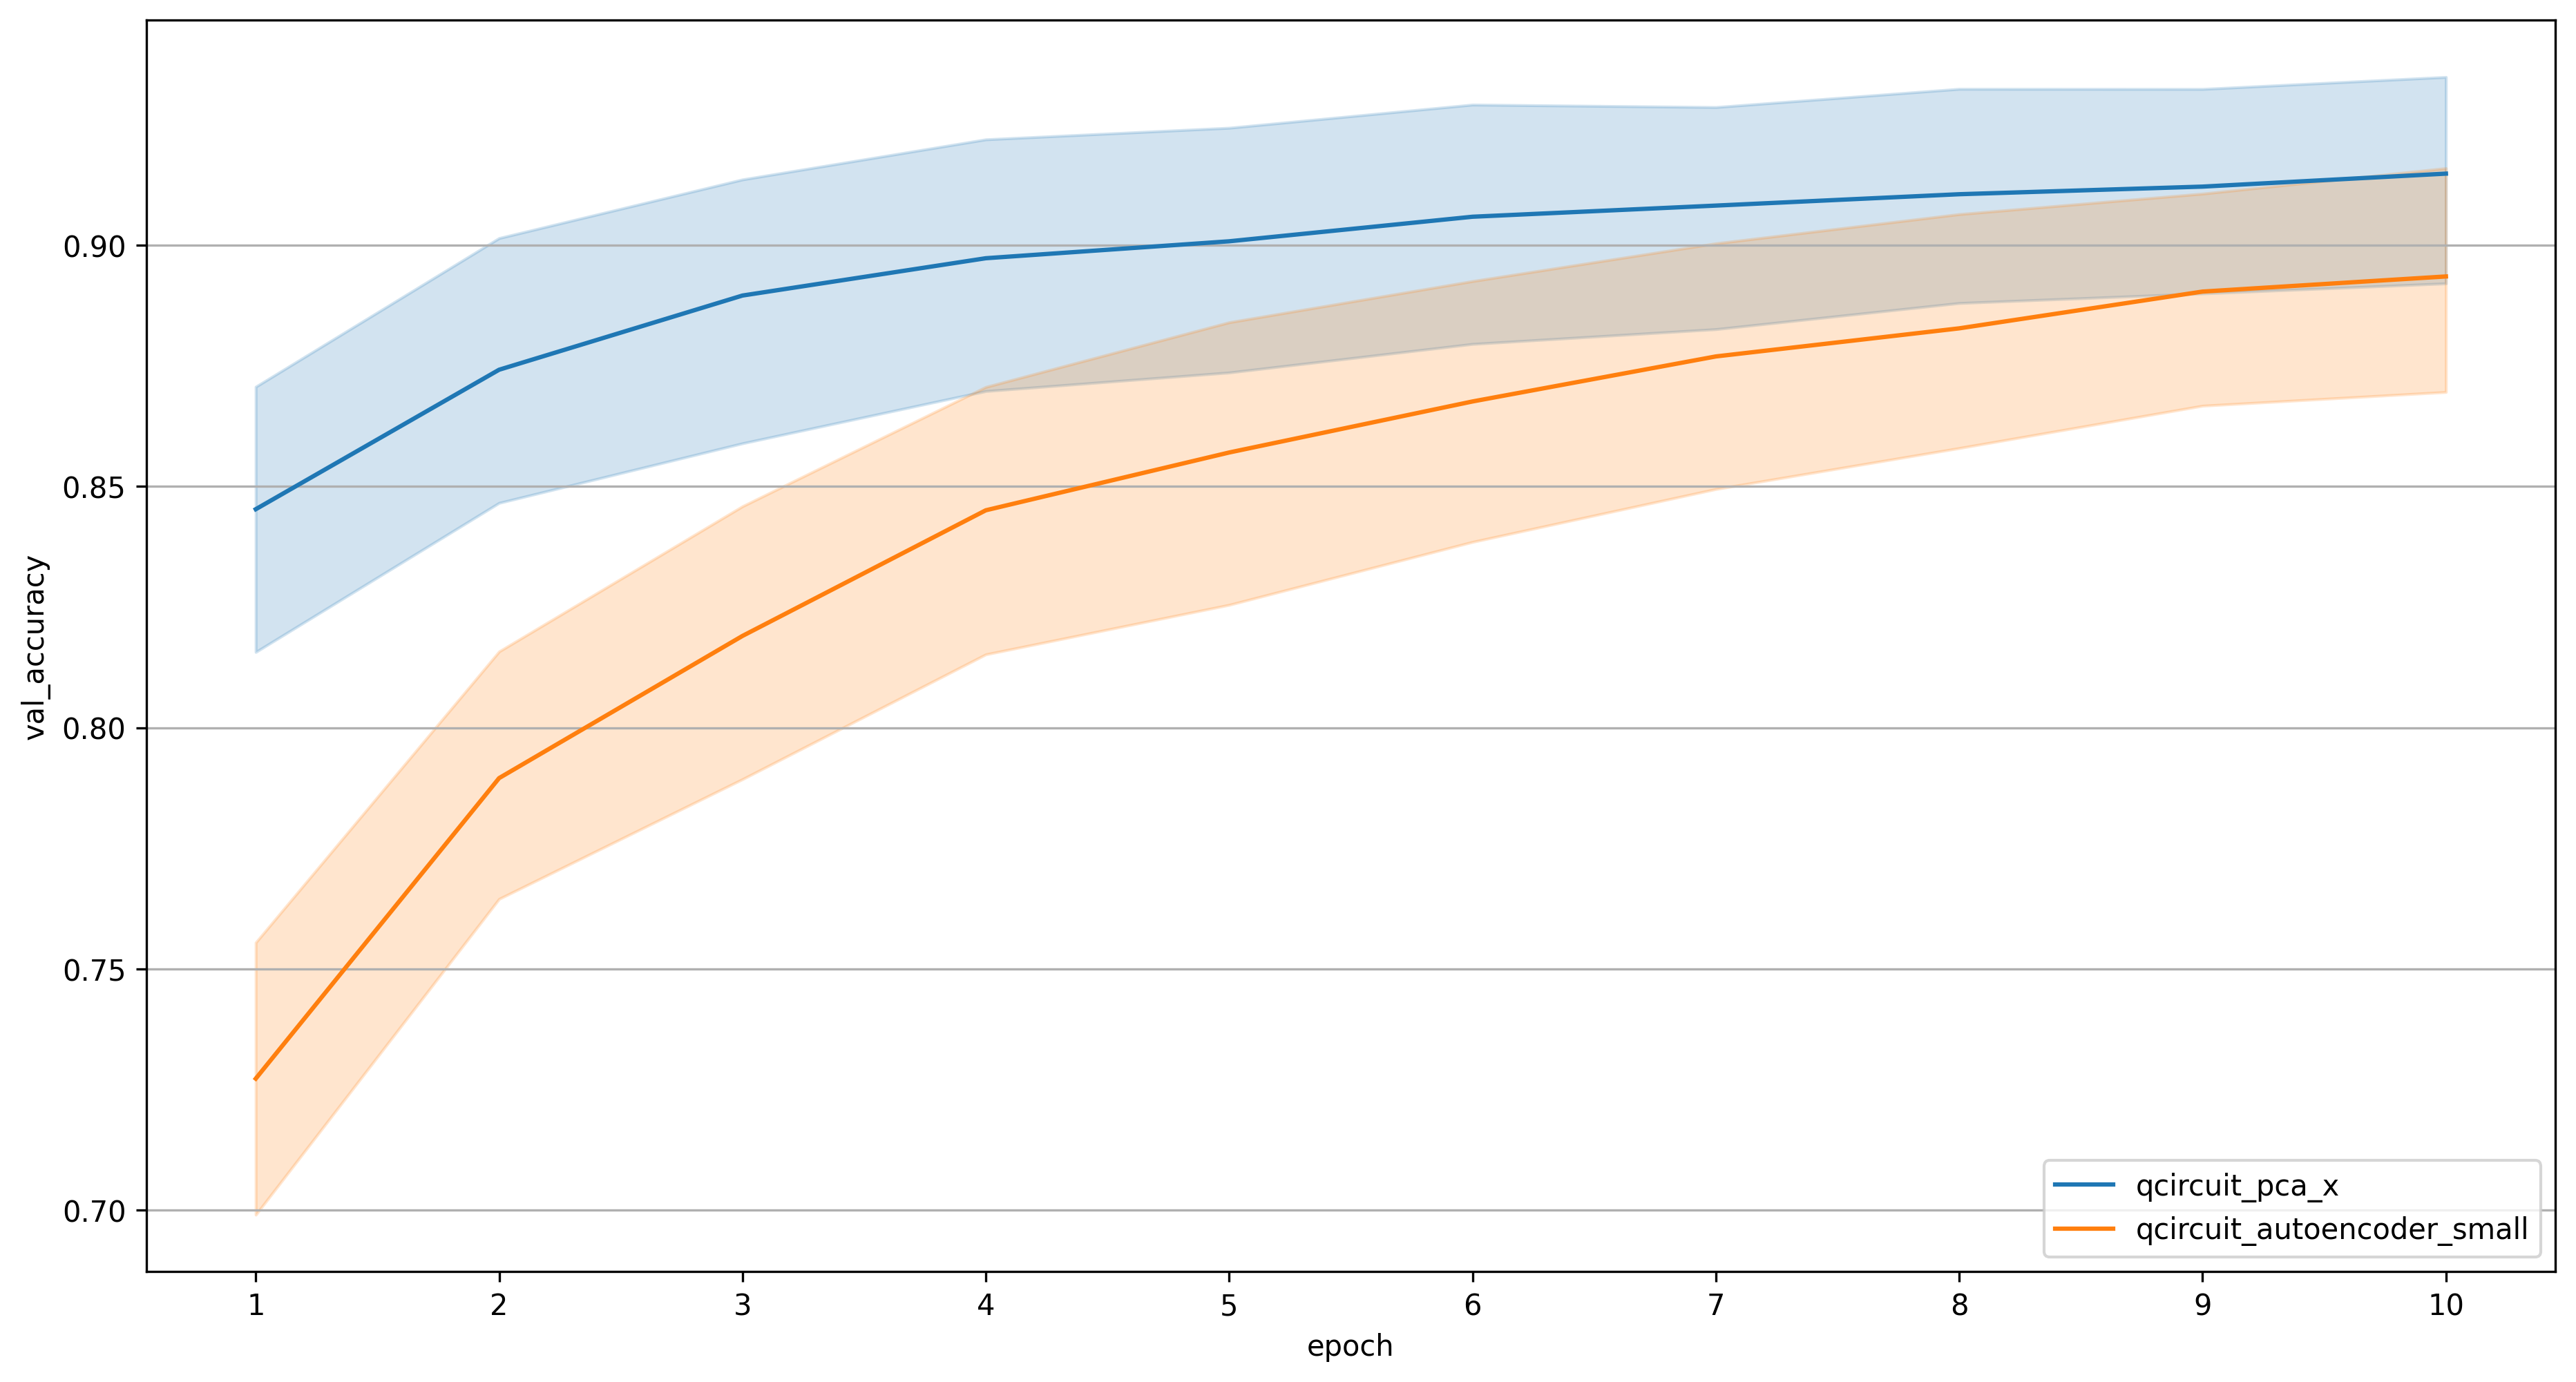 val_accuracy
0.90
0.85
0.80
0.75
0.70
1 2 3 4 5 6 7 8 9 10
epoch
qcircuit_pca_x
qcircuit_autoencoder_small